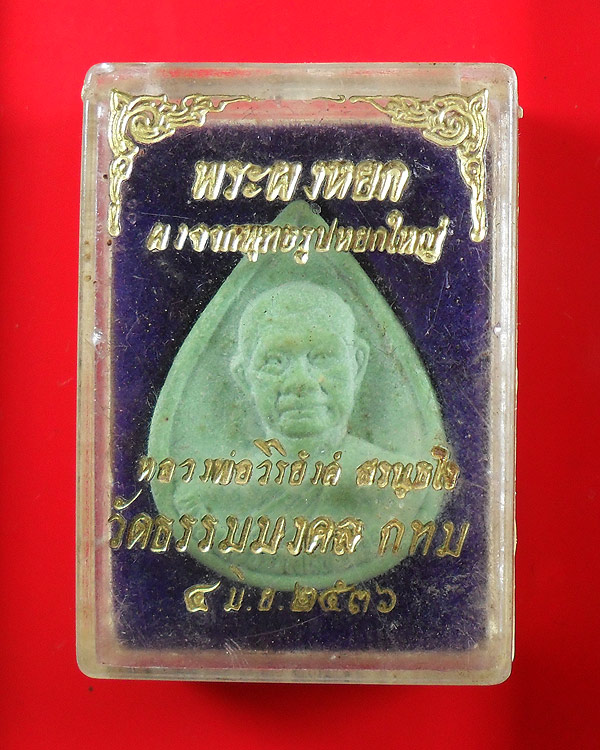 พระผงหยก
ผงจากพุทธรูปหยกใหญ่
หลวงพ่อวิริยังค์ สิรินฺธโร
วัดธรรมมงคล กทม
๔ มิ.ย. ๒๕๓๖